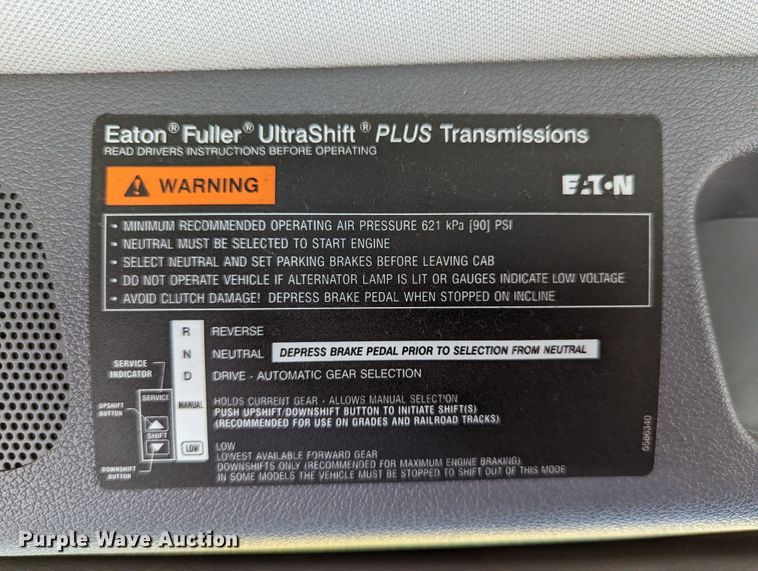 Eaton® Fuller® UltraShift® PLUS Transmissions
READ DRIVERS INSTRUCTIONS BEFORE OPERATING
WARNING
EATON
• MINIMUM RECOMMENDED OPERATING AIR PRESSURE 621 kPa [90] PSI
• NEUTRAL MUST BE SELECTED TO START ENGINE
• SELECT NEUTRAL AND SET PARKING BRAKES BEFORE LEAVING CAB
• DO NOT OPERATE VEHICLE IF ALTERNATOR LAMP IS LIT OR GAUGES INDICATE LOW VOLTAGE
• AVOID CLUTCH DAMAGE! DEPRESS BRAKE PEDAL WHEN STOPPED ON INCLINE
R REVERSE
N NEUTRAL DEPRESS BRAKE PEDAL PRIOR TO SELECTION FROM NEUTRAL
D DRIVE - AUTOMATIC GEAR SELECTION
MANUAL HOLDS CURRENT GEAR - ALLOWS MANUAL SELECTION
PUSH UPSHIFT/DOWNSHIFT BUTTON TO INITIATE SHIFT(S)
(RECOMMENDED FOR USE ON GRADES AND RAILROAD TRACKS)
LOW LOW
LOWEST AVAILABLE FORWARD GEAR
DOWNSHIFTS ONLY (RECOMMENDED FOR MAXIMUM ENGINE BRAKING)
IN SOME MODELS THE VEHICLE MUST BE STOPPED TO SHIFT OUT OF THIS MODE
SERVICE
INDICATOR
UPSHIFT
BUTTON
SERVICE
SHIFT
DOWNSHIFT
BUTTON
5586340
Purple Wave Auction